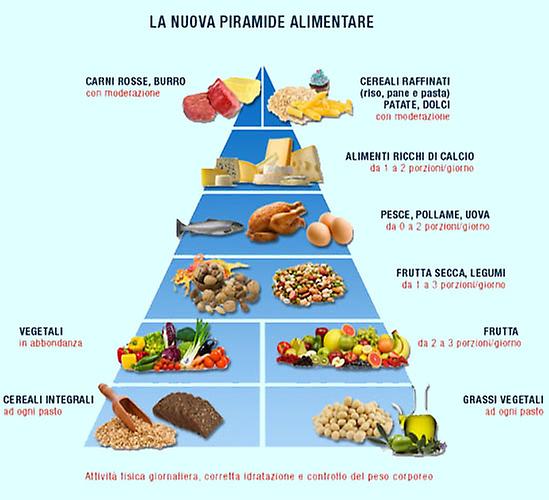 LA NUOVA PIRAMIDE ALIMENTARE
CARNI ROSSE, BURRO
con moderazione
CEREALI RAFFINATI
(riso, pane e pasta)
PATATE, DOLCI
con moderazione
ALIMENTI RICCHI DI CALCIO
da 1 a 2 porzioni/giorno
PESCE, POLLAME, UOVA
da 0 a 2 porzioni/giorno
FRUTTA SECCA, LEGUMI
da 1 a 3 porzioni/giorno
VEGETALI
in abbondanza
FRUTTA
da 2 a 3 porzioni/giorno
CEREALI INTEGRALI
ad ogni pasto
GRASSI VEGETALI
ad ogni pasto
Attività fisica giornaliera, corretta idratazione e controllo del peso corporeo